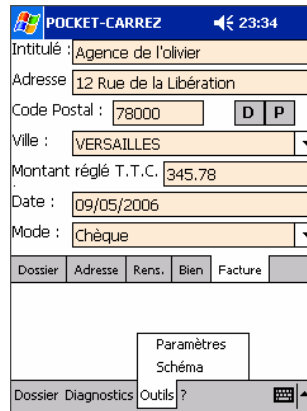 POCKET-CARREZ 23:34
Intitulé : Agence de l'olivier
Adresse 12 Rue de la Libération
Code Postal : 78000 D P
Ville : VERSAILLES
Montant réglé T.T.C. 345.78
Date : 09/05/2006
Mode : Chèque
Dossier Adresse Rens. Bien Facture
Paramètres
Schéma
Dossier Diagnostics Outils ?